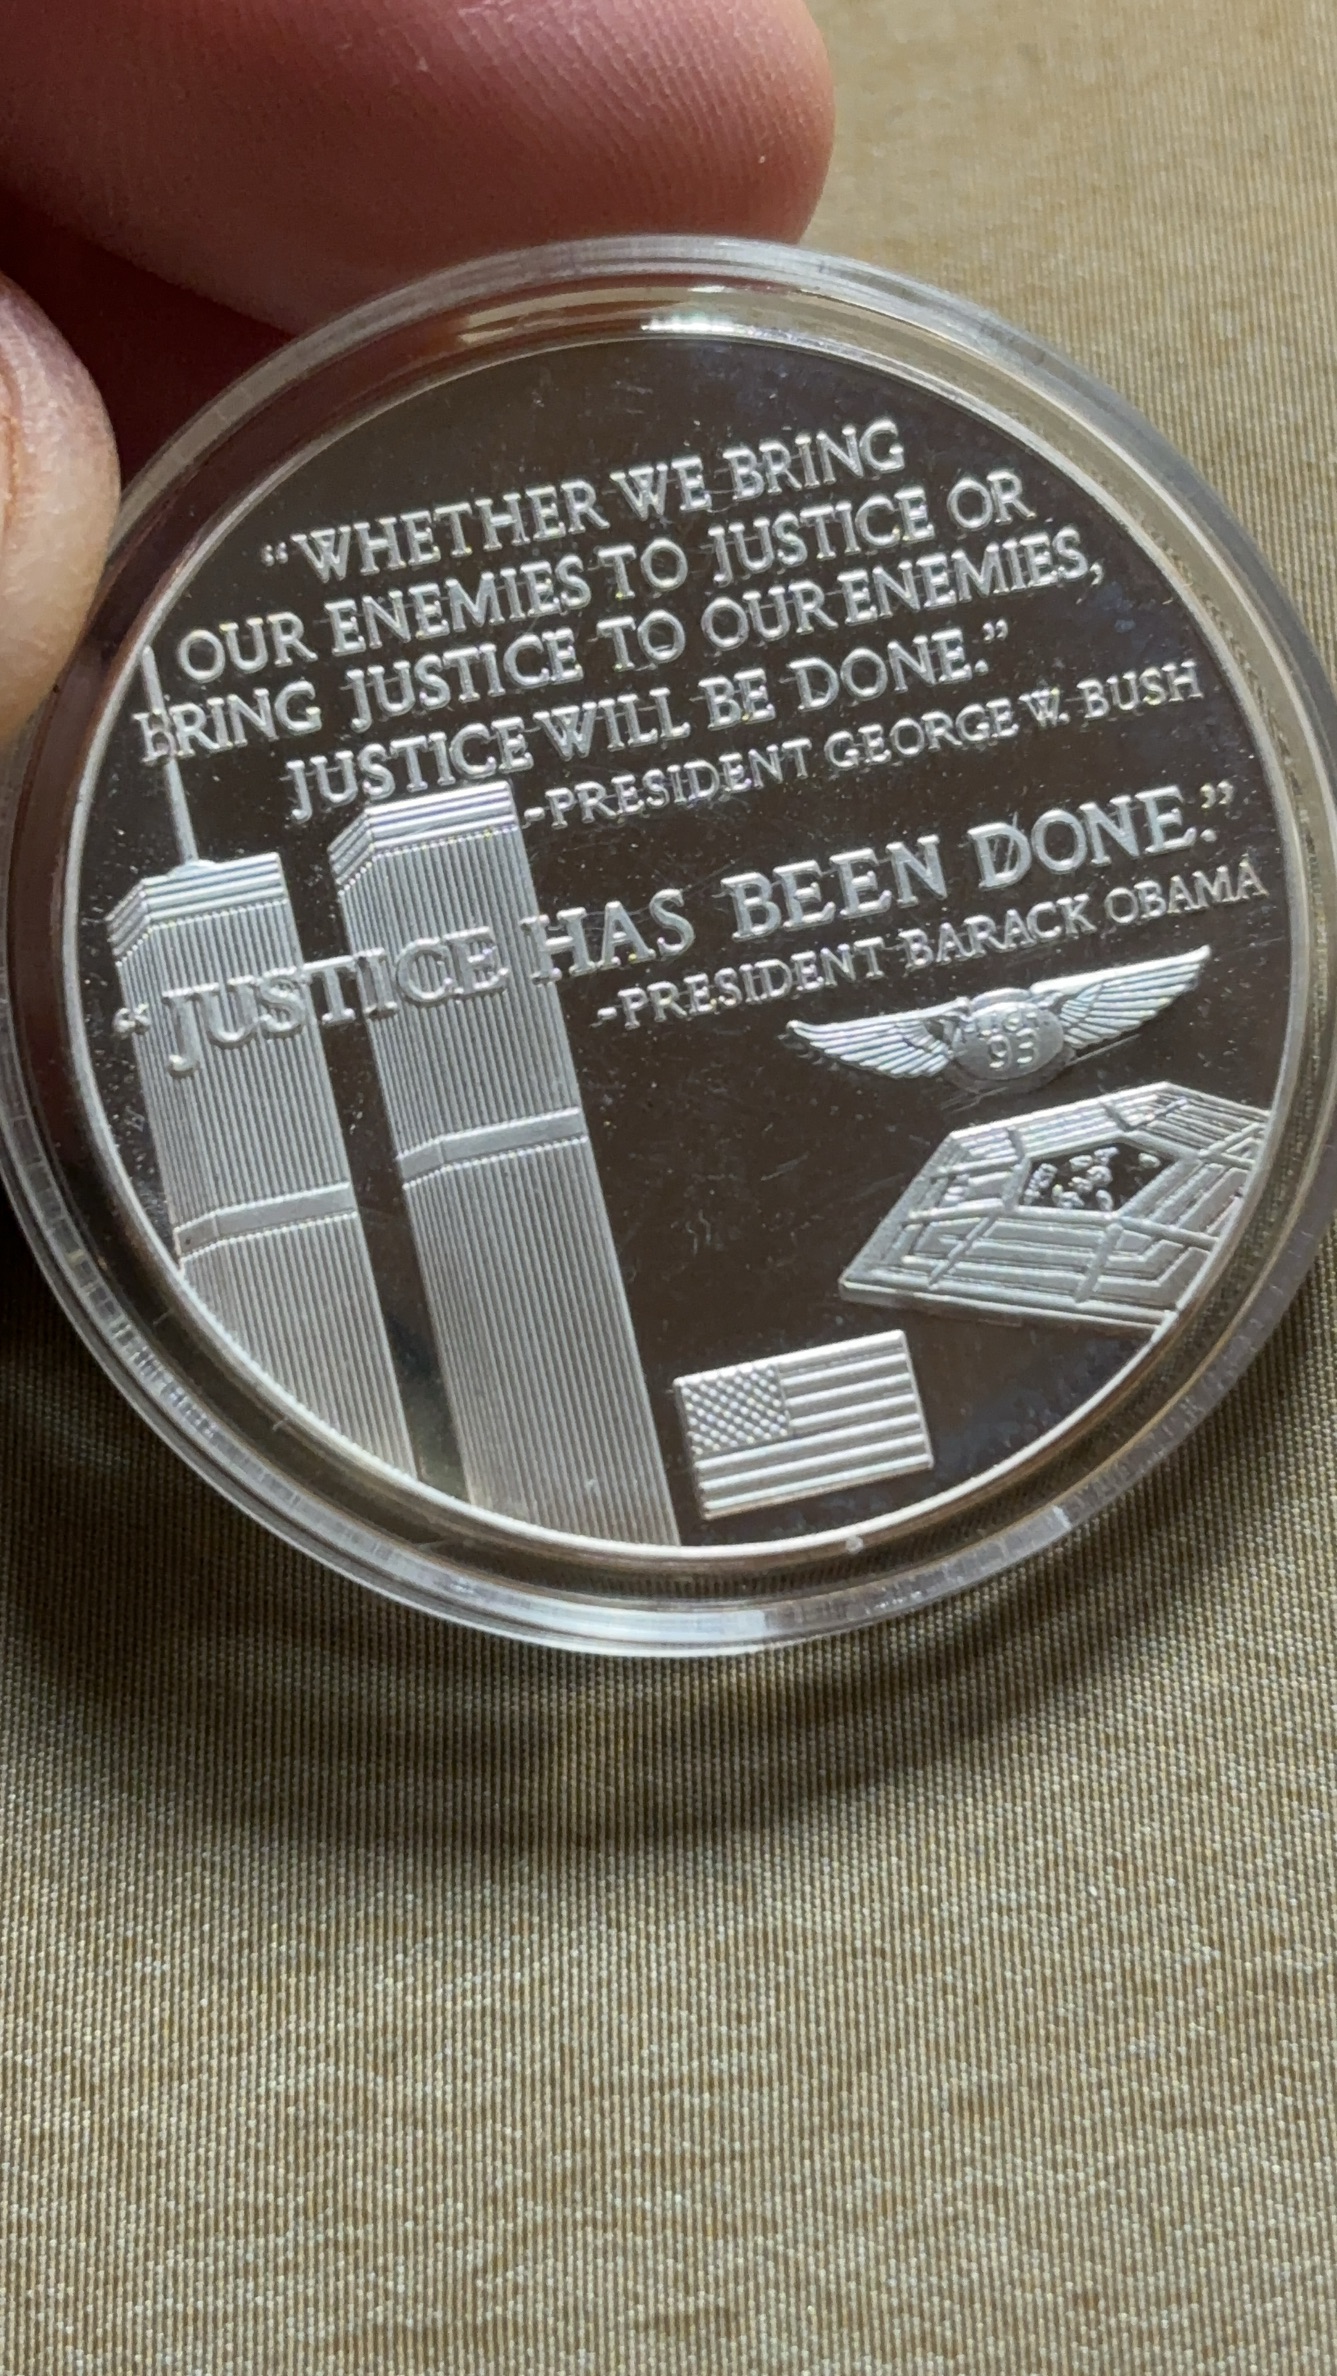 “WHETHER WE BRING
OUR ENEMIES TO JUSTICE OR
BRING JUSTICE TO OUR ENEMIES,
JUSTICE WILL BE DONE.”
-PRESIDENT GEORGE W. BUSH
“JUSTICE HAS BEEN DONE.”
-PRESIDENT BARACK OBAMA
93